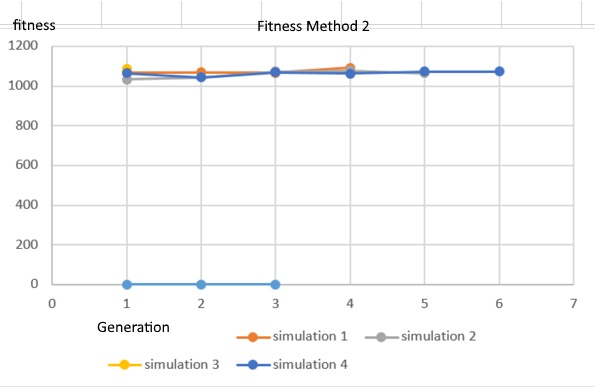 fitness
Fitness Method 2
1200
1000
800
600
400
200
0
0 1 2 3 4 5 6 7
Generation
simulation 1 simulation 2
simulation 3 simulation 4